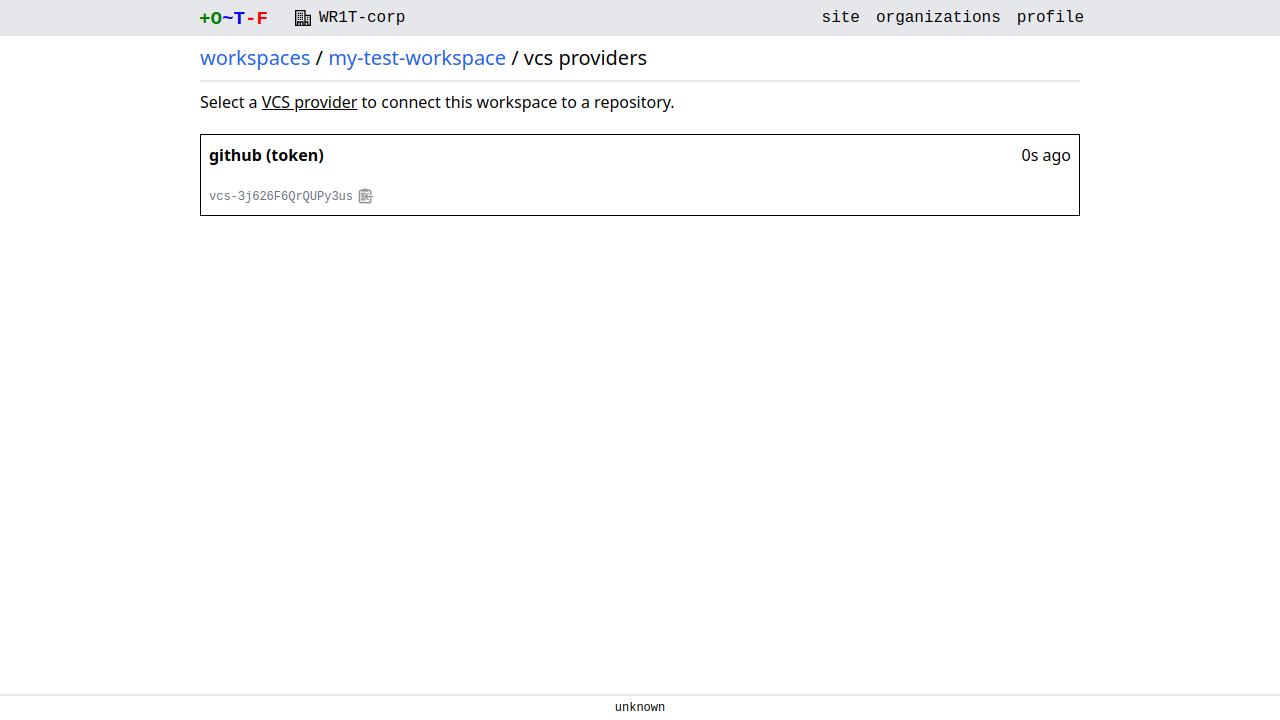 +O~T-F WR1T-corp site organizations profile
workspaces / my-test-workspace / vcs providers
Select a VCS provider to connect this workspace to a repository.
github (token) 0s ago
vcs-3j626F6QrQUPy3us
unknown